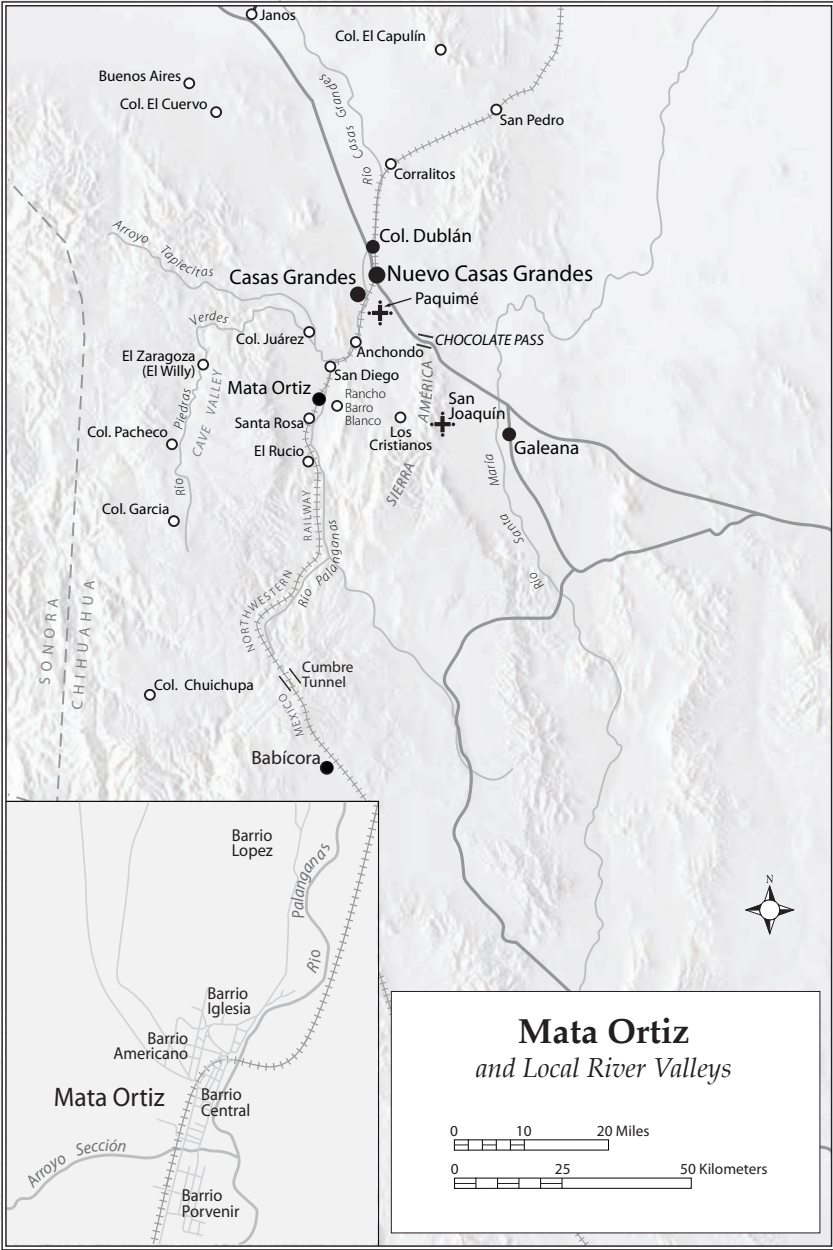 Janos
Col. El Capulín
Buenos Aires
Col. El Cuervo
Río Casas Grandes
San Pedro
Corralitos
Arroyo Tapiecitas
Col. Dublán
Casas Grandes
Nuevo Casas Grandes
Paquimé
Verdes
Col. Juárez
Anchondo
CHOCOLATE PASS
El Zaragoza
(El Willy)
San Diego
Mata Ortiz
Rancho
Barro
Blanco
SIERRA AMÉRICA
San
Joaquín
Piedras
CAVE VALLEY
Santa Rosa
Los
Cristianos
Col. Pacheco
El Rucio
Galeana
Río
Río Santa María
Col. Garcia
MEXICO NORTHWESTERN RAILWAY
Río Palanganas
SONORA
CHIHUAHUA
Cumbre
Tunnel
Col. Chuichupa
Babícora
Barrio
Lopez
Rio Palanganas
Barrio
Iglesia
Barrio
Americano
Mata Ortiz
Barrio
Central
Arroyo Sección
Barrio
Porvenir
N
Mata Ortiz
and Local River Valleys
0 10 20 Miles
0 25 50 Kilometers